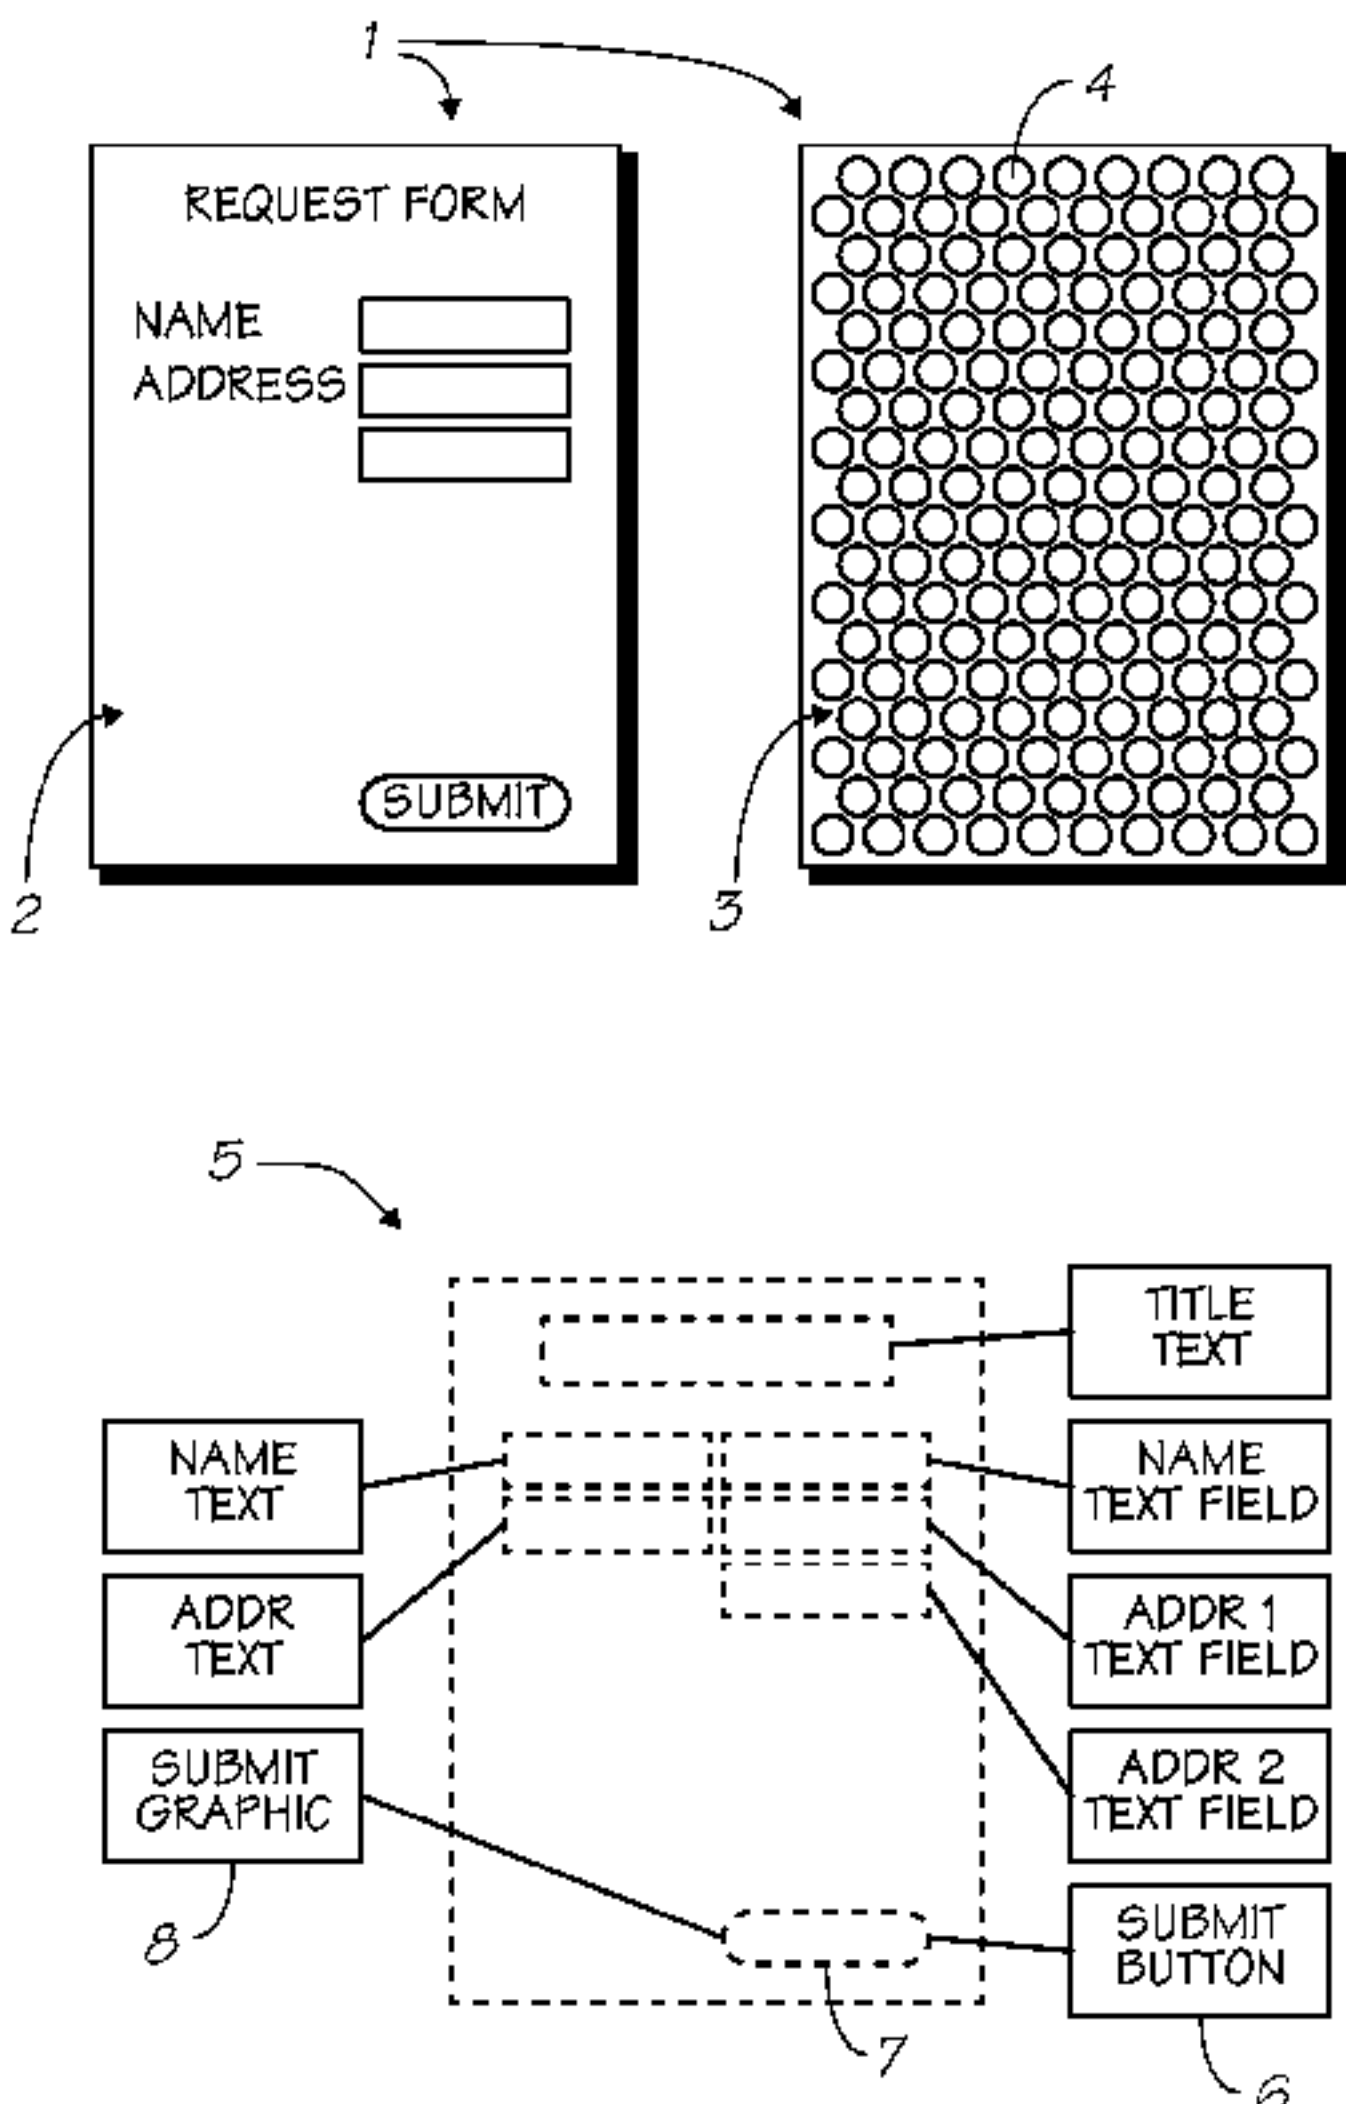 1
4
REQUEST FORM
NAME
ADDRESS
SUBMIT
2
3
5
TITLE
TEXT
NAME
TEXT
NAME
TEXT FIELD
ADDR
TEXT
ADDR 1
TEXT FIELD
SUBMIT
GRAPHIC
ADDR 2
TEXT FIELD
SUBMIT
BUTTON
8
7
6